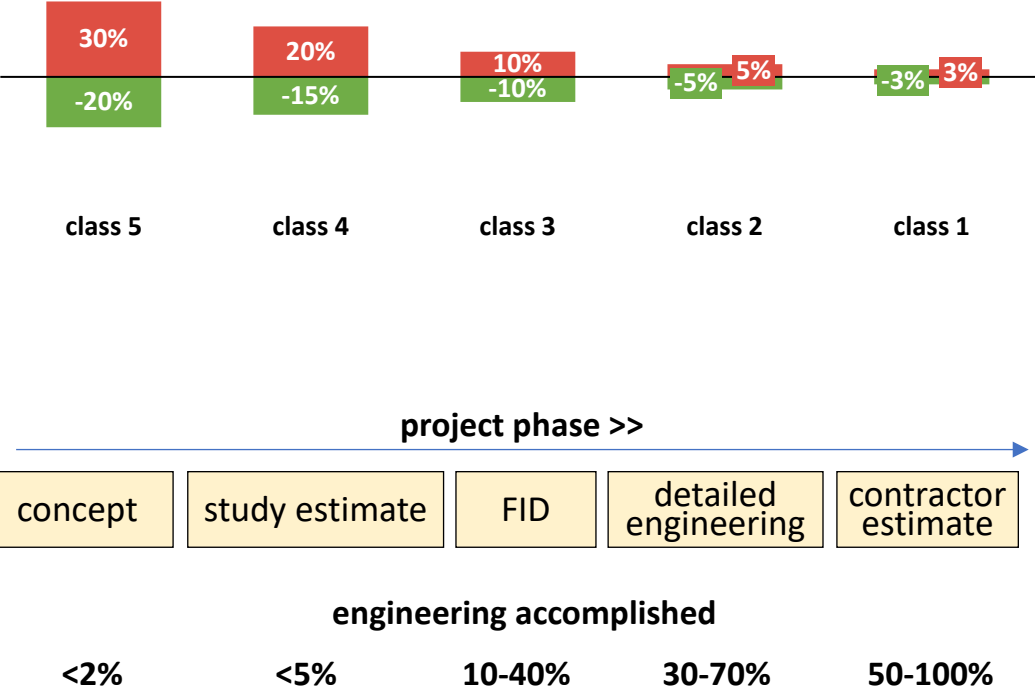 30% 20% 10% 5% 3%
-20% -15% -10% -5% -3%
class 5 class 4 class 3 class 2 class 1
project phase >>
concept study estimate FID detailed engineering contractor estimate
engineering accomplished
<2% <5% 10-40% 30-70% 50-100%